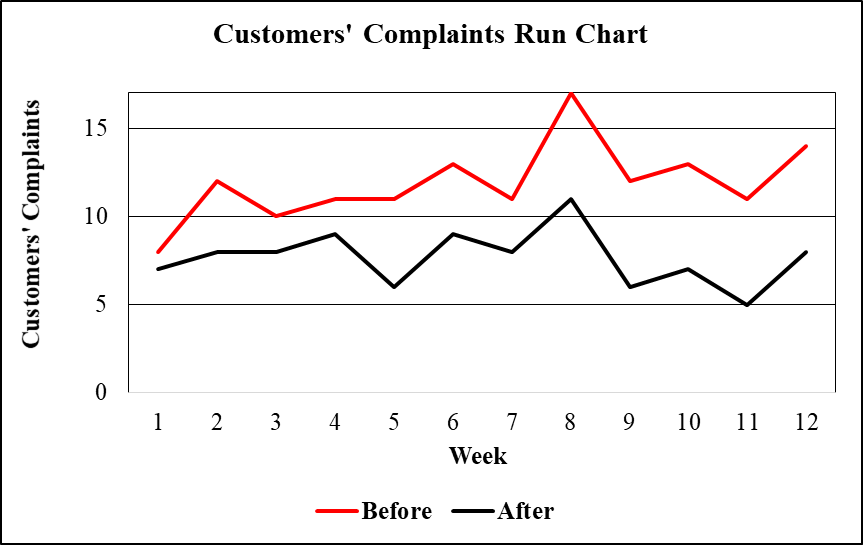 Customers' Complaints Run Chart
Customers' Complaints
15
10
5
0
1 2 3 4 5 6 7 8 9 10 11 12
Week
Before After